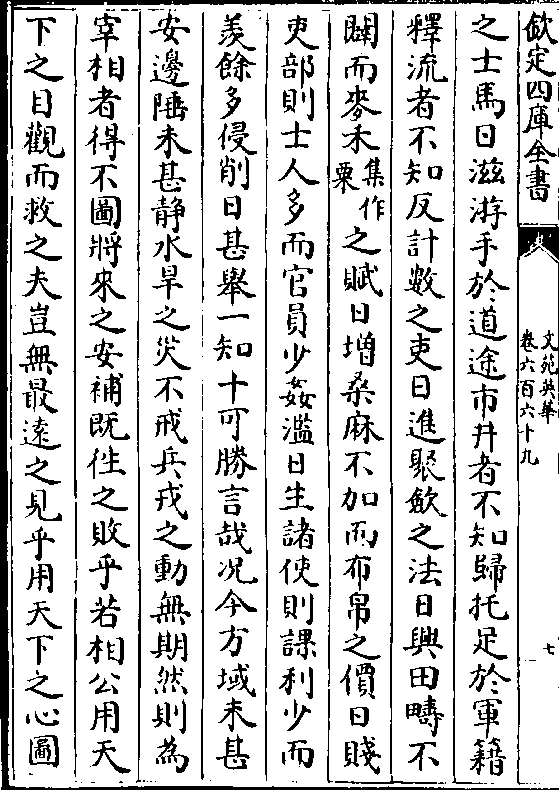 欽定四庫全書
文苑英華
卷六百六十九
七
之士馬日滋游手於道途市井者不知歸托足於軍籍
釋流者不知反計數之吏日進聚斂之法日興田疇不
闢而麥禾集作粟之賦日増桑麻不加而布帛之價日賤
吏部則士人多而官員少姦濫日生諸使則課利少而
羡餘多侵削日甚舉一知十可勝言哉况今方域未甚
安邊陲未甚静水旱之災不戒兵戎之動無期然則為
宰相者得不圖將來之安補既徃之敗乎若相公用天
下之目觀而救之夫豈無最遠之見乎用天下之心圖